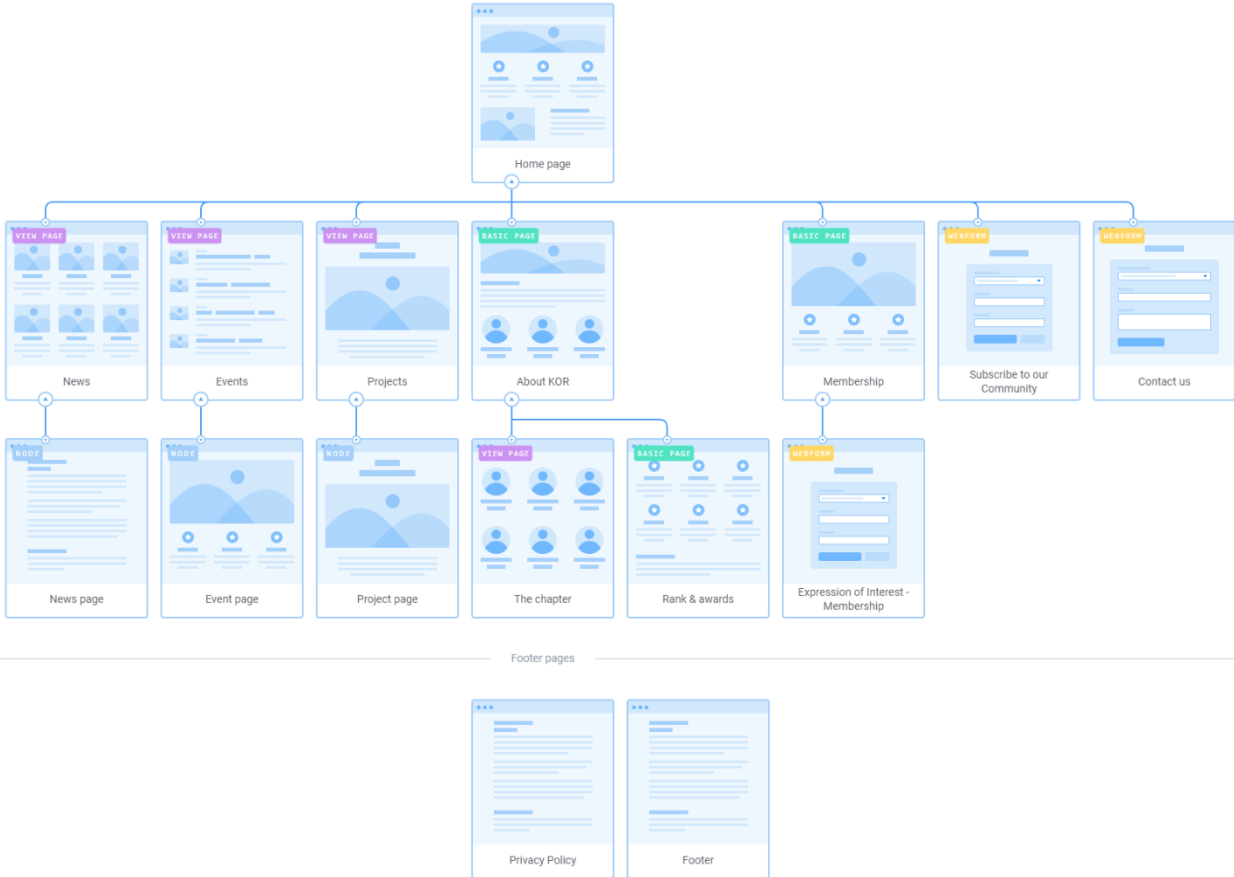 Home page
VIEW PAGE
VIEW PAGE
VIEW PAGE
BASIC PAGE
BASIC PAGE
WEBFORM
WEBFORM
News
Events
Projects
About KOR
Membership
Subscribe to our
Community
Contact us
NODE
NODE
NODE
VIEW PAGE
BASIC PAGE
WEBFORM
News page
Event page
Project page
The chapter
Rank & awards
Expression of Interest -
Membership
Footer pages
Privacy Policy
Footer